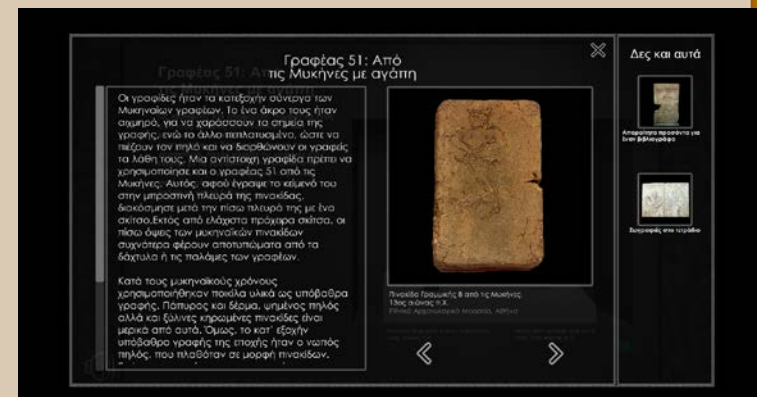 Γραφέας 51: Από
τις Μυκήνες με αγάπη
Οι γραφίδες ήταν τα κατεξοχήν σύνεργα των
Μυκηναίων γραφέων. Το ένα άκρο τους ήταν
αιχμηρό, για να χαράσσουν τα σημεία της
γραφής, ενώ το άλλο πεπλατυσμένο, ώστε να
πιέζουν τον πηλό και να διορθώνουν οι γραφείς
τα λάθη τους. Μια αντίστοιχη γραφίδα πρέπει να
χρησιμοποίησε και ο γραφέας 51 από τις
Μυκήνες. Αυτός, αφού έγραψε το κείμενό του
στην μπροστινή πλευρά της πινακίδας,
διακόσμησε μετά την πίσω πλευρά της με ένα
σκίτσο.Εκτός από ελάχιστα πρόχειρα σκίτσα, οι
πίσω όψεις των μυκηναϊκών πινακίδων
συχνότερα φέρουν αποτυπώματα από τα
δάχτυλα ή τις παλάμες των γραφέων.
Κατά τους μυκηναϊκούς χρόνους
χρησιμοποιήθηκαν ποικίλα υλικά ως υπόβαθρα
γραφής. Πάπυρος και δέρμα, ψημένος πηλός
αλλά και ξύλινες κηρωμένες πινακίδες είναι
μερικά από αυτά. Όμως, το κατ' εξοχήν
υπόβαθρο γραφής της εποχής ήταν ο νωπός
πηλός, που πλαθόταν σε μορφή πινακίδων.
Πινακίδα Γραμμικής Β από τις Μυκήνες.
13ος αιώνας π.Χ.
Εθνικό Αρχαιολογικό Μουσείο, Αθήνα
Δες και αυτά
Απαραίτητα προσόντα για
έναν βιβλιογράφο
Ζωγραφιές στο τετράδιο